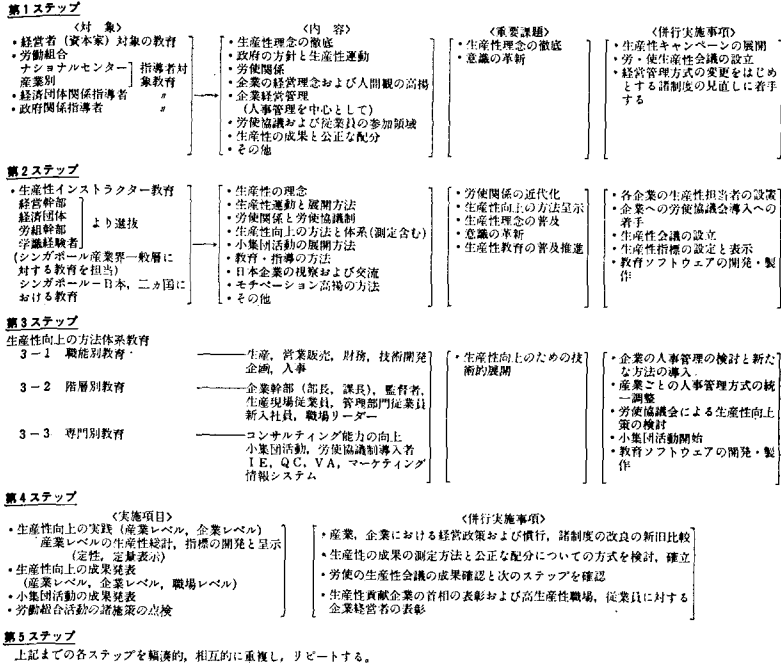 第1ステップ
〈対 象〉
・経営者(資本家)対象の教育
・労働組合
ナショナルセンター
産業別
指導者対
象教育
・経済団体関係指導者 〃
・政府関係指導者 〃
〈内 容〉
・生産性理念の徹底
・政府の方針と生産性運動
・労使関係
・企業の経営理念および人間観の高揚
・企業経営管理
(人事管理を中心として)
・労使協議および従業員の参加領域
・生産性の成果と公正な配分
・その他
〈重要課題〉
・生産性理念の徹底
・意識の革新
〈併行実施事項〉
・生産性キャンペーンの展開
・労・使生産性会議の設立
・経営管理方式の変更をはじめ
とする諸制度の見直しに着手
する
第2ステップ
・生産性インストラクター教育
経営幹部
経済団体
労組幹部
学識経験者
より選抜
(シンガポール産業界一般層に
対する教育を担当)
シンガポールー日本,二ヵ国に
おける教育
・生産性の理念
・生産性運動と展開方法
・労使関係と労使協議制
・生産性向上の方法と体系(測定含む)
・小集団活動の展開方法
・教育・指導の方法
・日本企業の視察および交流
・モチベーション高揚の方法
・その他
・労使関係の近代化
・生産性向上の方法呈示
・生産性理念の普及
・意識の革新
・生産性教育の普及推進
・各企業の生産性担当者の設置
・企業への労使協議会導入への
着手
・生産性会議の設立
・生産性指標の設定と表示
・教育ソフトウェアの開発・製
作
第3ステップ
生産性向上の方法体系教育
3-1 職能別教育
生産,営業販売,財務,技術開発
企画,人事
3-2 階層別教育
企業幹部(部長,課長),監督者,
生産現場従業員,管理部門従業員
新入社員,職場リーダー
3-3 専門別教育
コンサルティング能力の向上
小集団活動,労使協議制導入者
IE,QC,VA,マーケティング
情報システム
・生産性向上のための技
術的展開
・企業の人事管理の検討と新た
な方法の導入
・産業ごとの人事管理方式の統
一調整
・労使協議会による生産性向上
策の検討
・小集団活動開始
・教育ソフトウェアの開発・製
作
第4ステップ
〈実施項目〉
・生産性向上の実践(産業レベル,企業レベル)
産業レベルの生産性総計,指標の開発と呈示
(定性,定量表示)
・生産性向上の成果発表
(産業レベル,企業レベル,職場レベル)
・小集団活動の成果発表
・労働組合活動の諸施策の点検
〈併行実施事項〉
・産業,企業における経営政策および慣行,諸制度の改良の新旧比較
・生産性の成果の測定方法と公正な配分についての方式を検討,確立
・労使の生産性会議の成果確認と次のステップを確認
・生産性貢献企業の首相の表彰および高生産性職場,従業員に対する
企業経営者の表彰
第5ステップ
上記までの各ステップを輻湊的,相互的に重複し,リピートする。